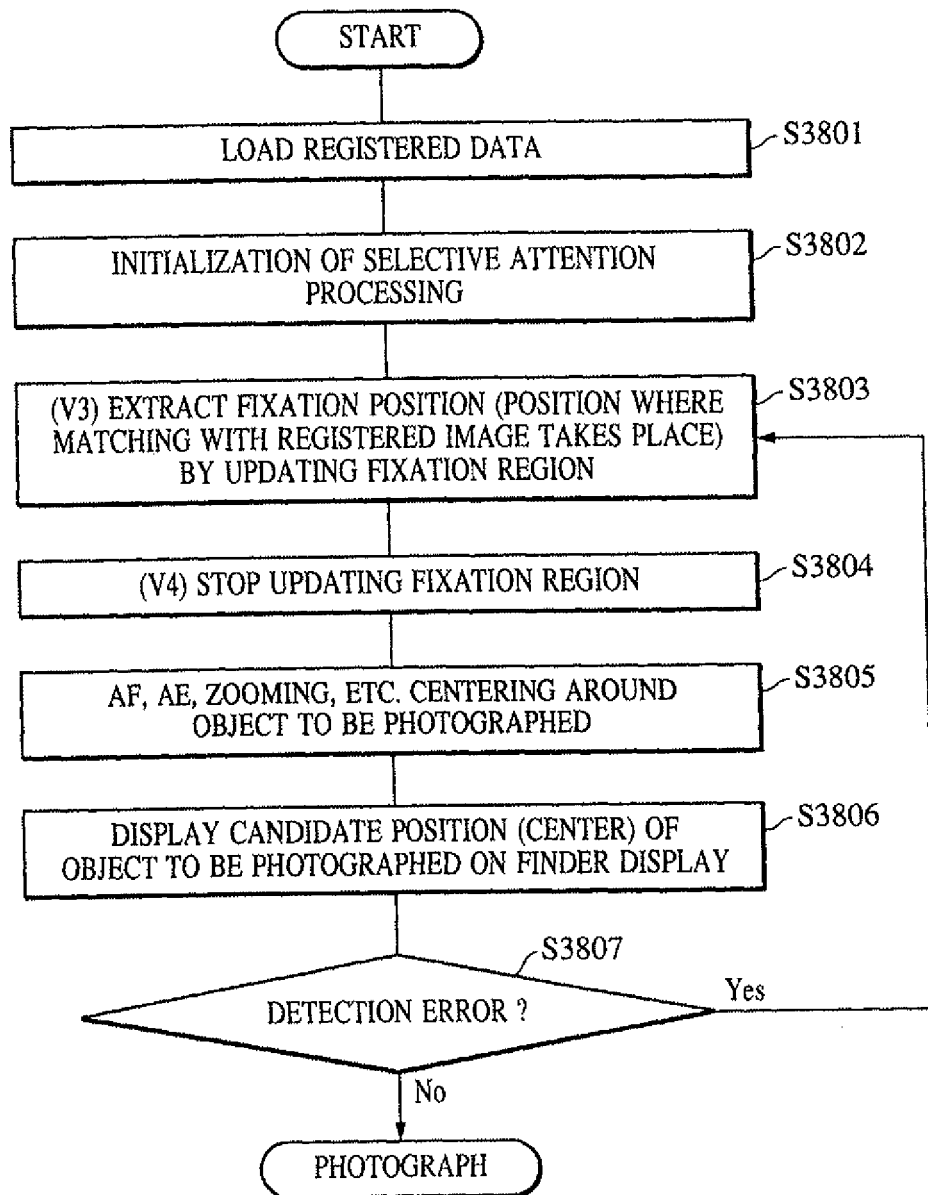 START
LOAD REGISTERED DATA
S3801
INITIALIZATION OF SELECTIVE ATTENTION
PROCESSING
S3802
(V3) EXTRACT FIXATION POSITION (POSITION WHERE
MATCHING WITH REGISTERED IMAGE TAKES PLACE)
BY UPDATING FIXATION REGION
S3803
(V4) STOP UPDATING FIXATION REGION
S3804
AF, AE, ZOOMING, ETC. CENTERING AROUND
OBJECT TO BE PHOTOGRAPHED
S3805
DISPLAY CANDIDATE POSITION (CENTER) OF
OBJECT TO BE PHOTOGRAPHED ON FINDER DISPLAY
S3806
S3807
DETECTION ERROR ?
Yes
No
PHOTOGRAPH